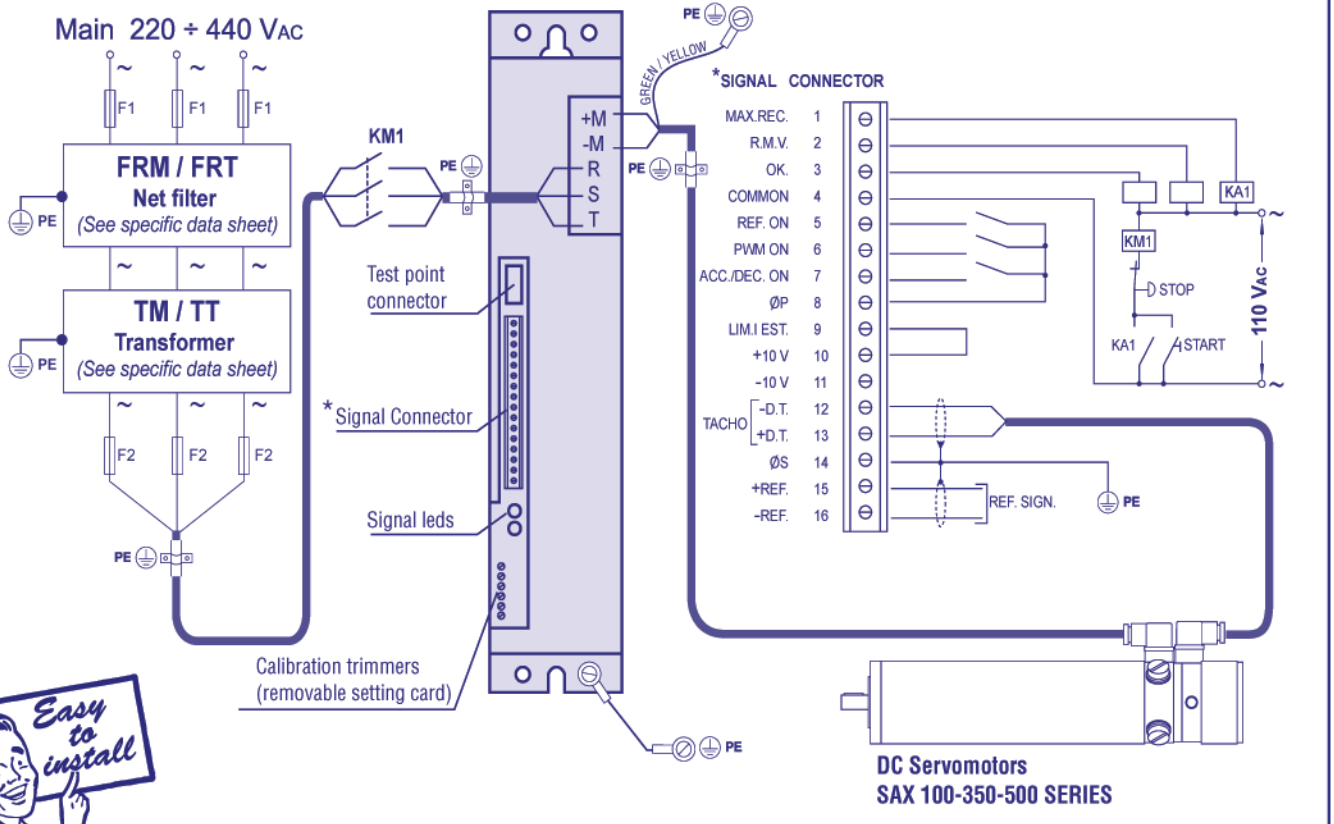 Main 220 ÷ 440 VAC
~ ~ ~
F1 F1 F1
FRM / FRT
Net filter
(See specific data sheet)
PE
~ ~ ~
TM / TT
Transformer
(See specific data sheet)
PE
~ ~ ~
F2 F2 F2
PE
KM1
PE
+M
-M
R
S
T
PE
GREEN / YELLOW
PE
Test point
connector
* Signal Connector
Signal leds
Calibration trimmers
(removable setting card)
PE
*SIGNAL CONNECTOR
MAX.REC. 1
R.M.V. 2
OK. 3
COMMON 4
REF. ON 5
PWM ON 6
ACC./DEC. ON 7
ØP 8
LIM.I EST. 9
+10 V 10
-10 V 11
TACHO
-D.T. 12
+D.T. 13
ØS 14
+REF. 15
-REF. 16
REF. SIGN.
PE
KA1
~
KM1
STOP
KA1
START
110 VAC
~
DC Servomotors
SAX 100-350-500 SERIES
Easy
to
install